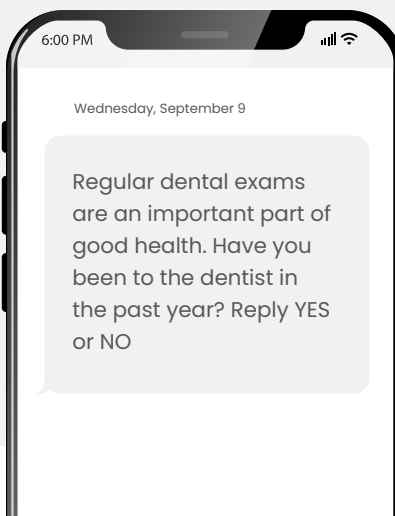 6:00 PM
Wednesday, September 9
Regular dental exams
are an important part of
good health. Have you
been to the dentist in
the past year? Reply YES
or NO